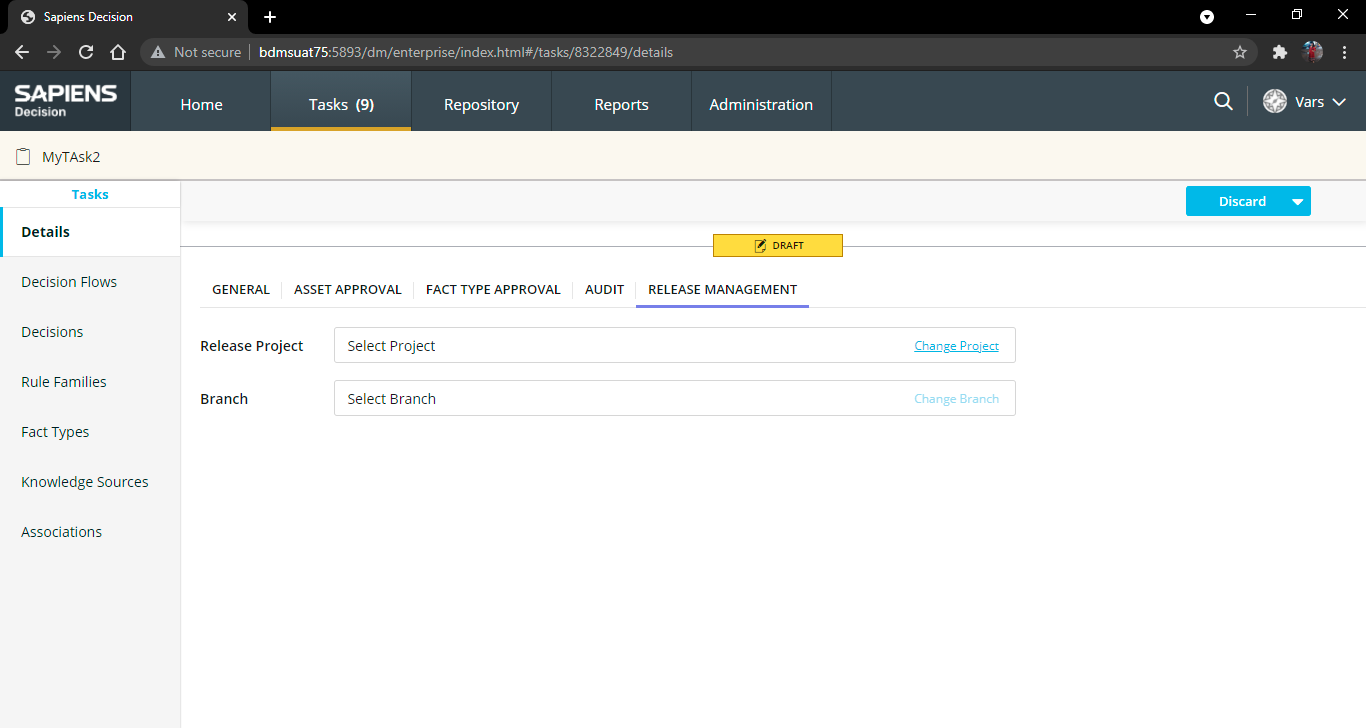 Sapiens Decision
Not secure bdmsuat75:5893/dm/enterprise/index.html#/tasks/8322849/details
SAPIENS
Decision
Home
Tasks (9)
Repository
Reports
Administration
Vars
MyTAsk2
Tasks
Discard
Details
DRAFT
Decision Flows
GENERAL
ASSET APPROVAL
FACT TYPE APPROVAL
AUDIT
RELEASE MANAGEMENT
Decisions
Release Project
Select Project
Change Project
Rule Families
Branch
Select Branch
Change Branch
Fact Types
Knowledge Sources
Associations